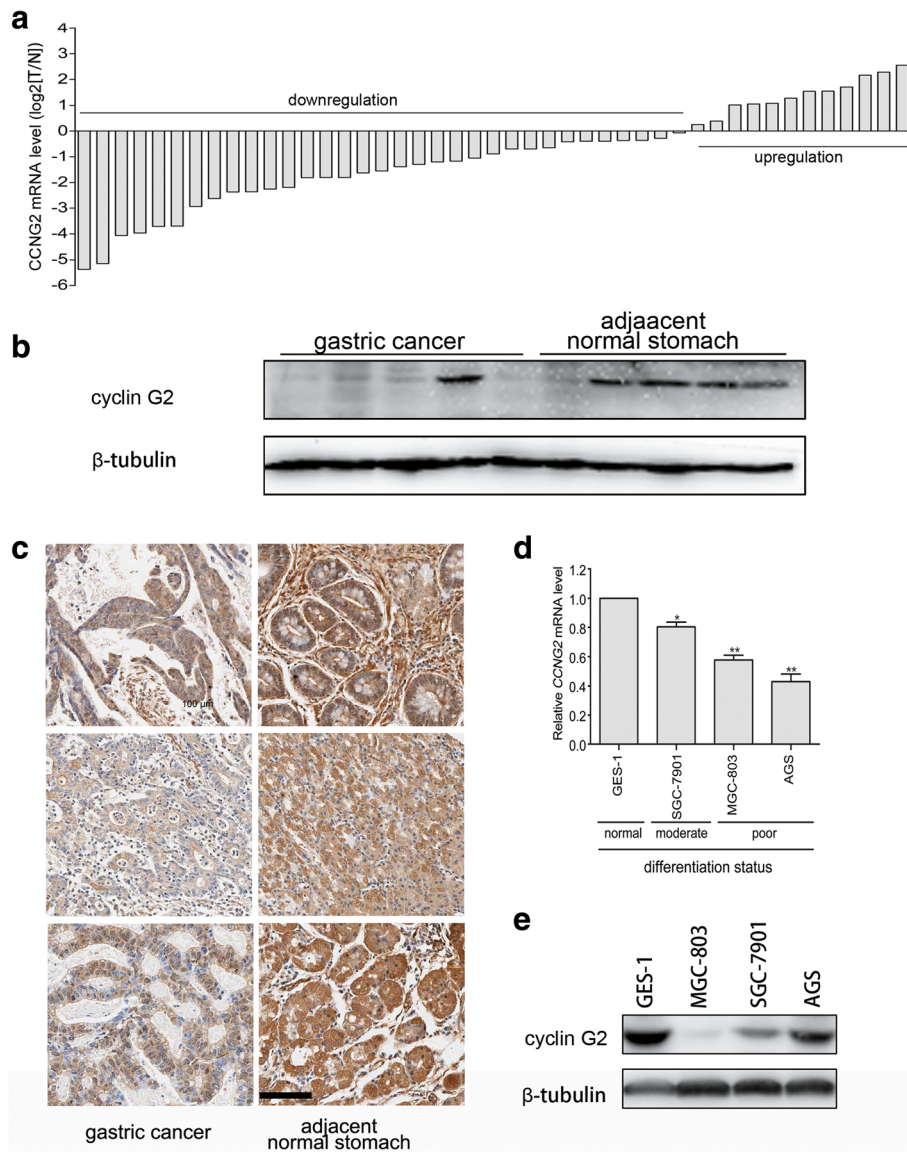 a
CCNG2 mRNA level (log2[T/N])
4
3
2
1
0
-1
-2
-3
-4
-5
-6
downregulation
upregulation
b
gastric cancer
adjaacent
normal stomach
cyclin G2
β-tubulin
c
100 μm
gastric cancer
adjacent
normal stomach
d
Relative CCNG2 mRNA level
1.2
1.0
0.8
0.6
0.4
0.2
0.0
*
**
**
GES-1
SGC-7901
MGC-803
AGS
normal
moderate
poor
differentiation status
e
GES-1
MGC-803
SGC-7901
AGS
cyclin G2
β-tubulin